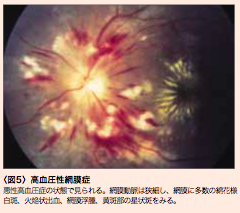 〈図5〉高血圧性網膜症
悪性高血圧症の状態で見られる。網膜動脈は狭細し、網膜に多数の綿花様
白斑、火焔状出血、網膜浮腫、黄斑部の星状斑をみる。